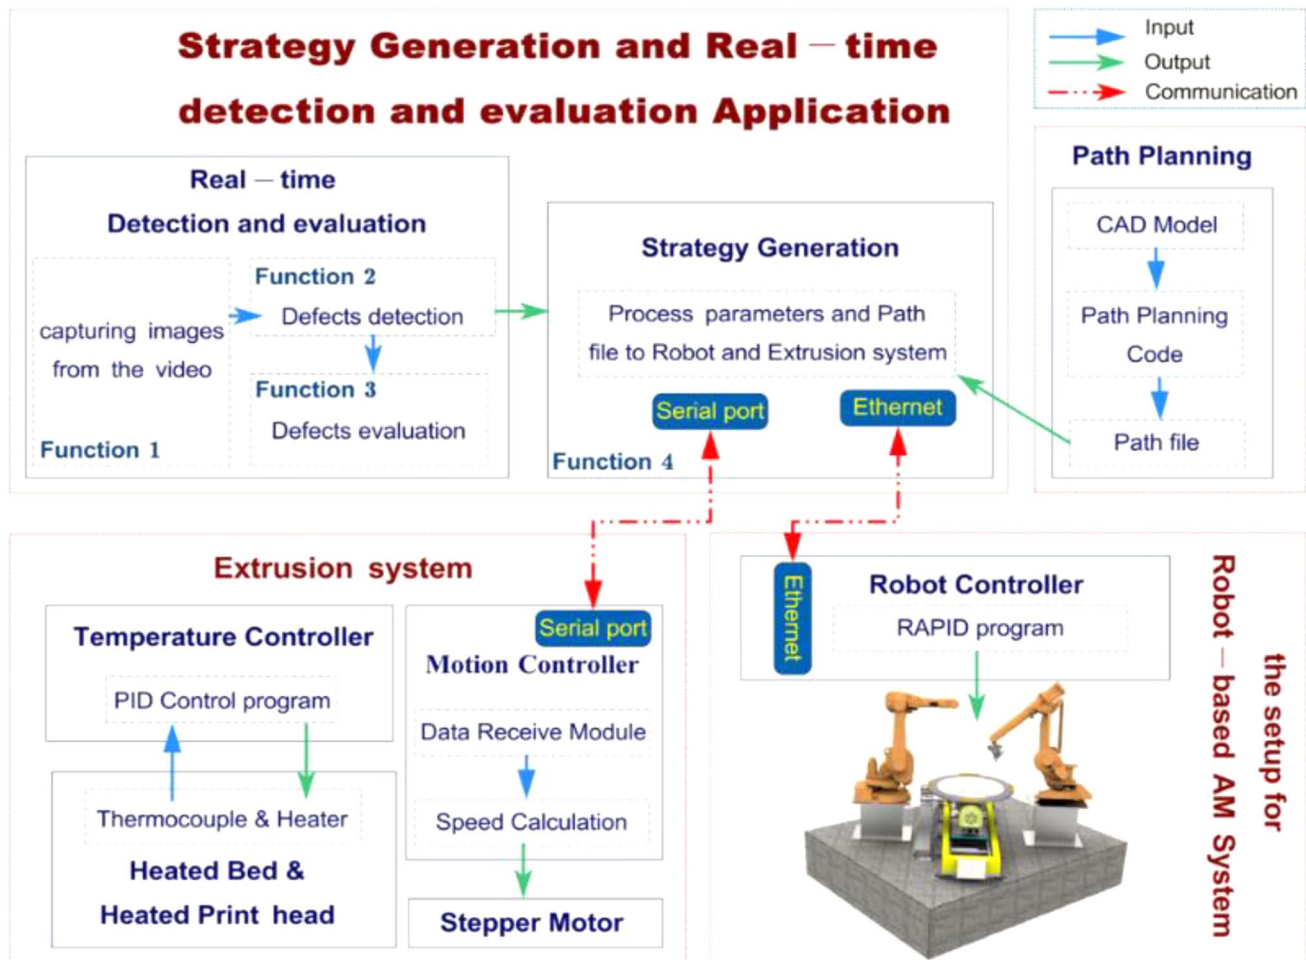 Strategy Generation and Real – time
detection and evaluation Application
Input
Output
Communication
Real – time
Detection and evaluation
capturing images
from the video
Function 1
Function 2
Defects detection
Function 3
Defects evaluation
Strategy Generation
Process parameters and Path
file to Robot and Extrusion system
Serial port
Ethernet
Function 4
Path Planning
CAD Model
Path Planning
Code
Path file
Extrusion system
Temperature Controller
PID Control program
Thermocouple & Heater
Heated Bed &
Heated Print head
Serial port
Motion Controller
Data Receive Module
Speed Calculation
Stepper Motor
Ethernet
Robot Controller
RAPID program
the setup for
Robot – based AM System